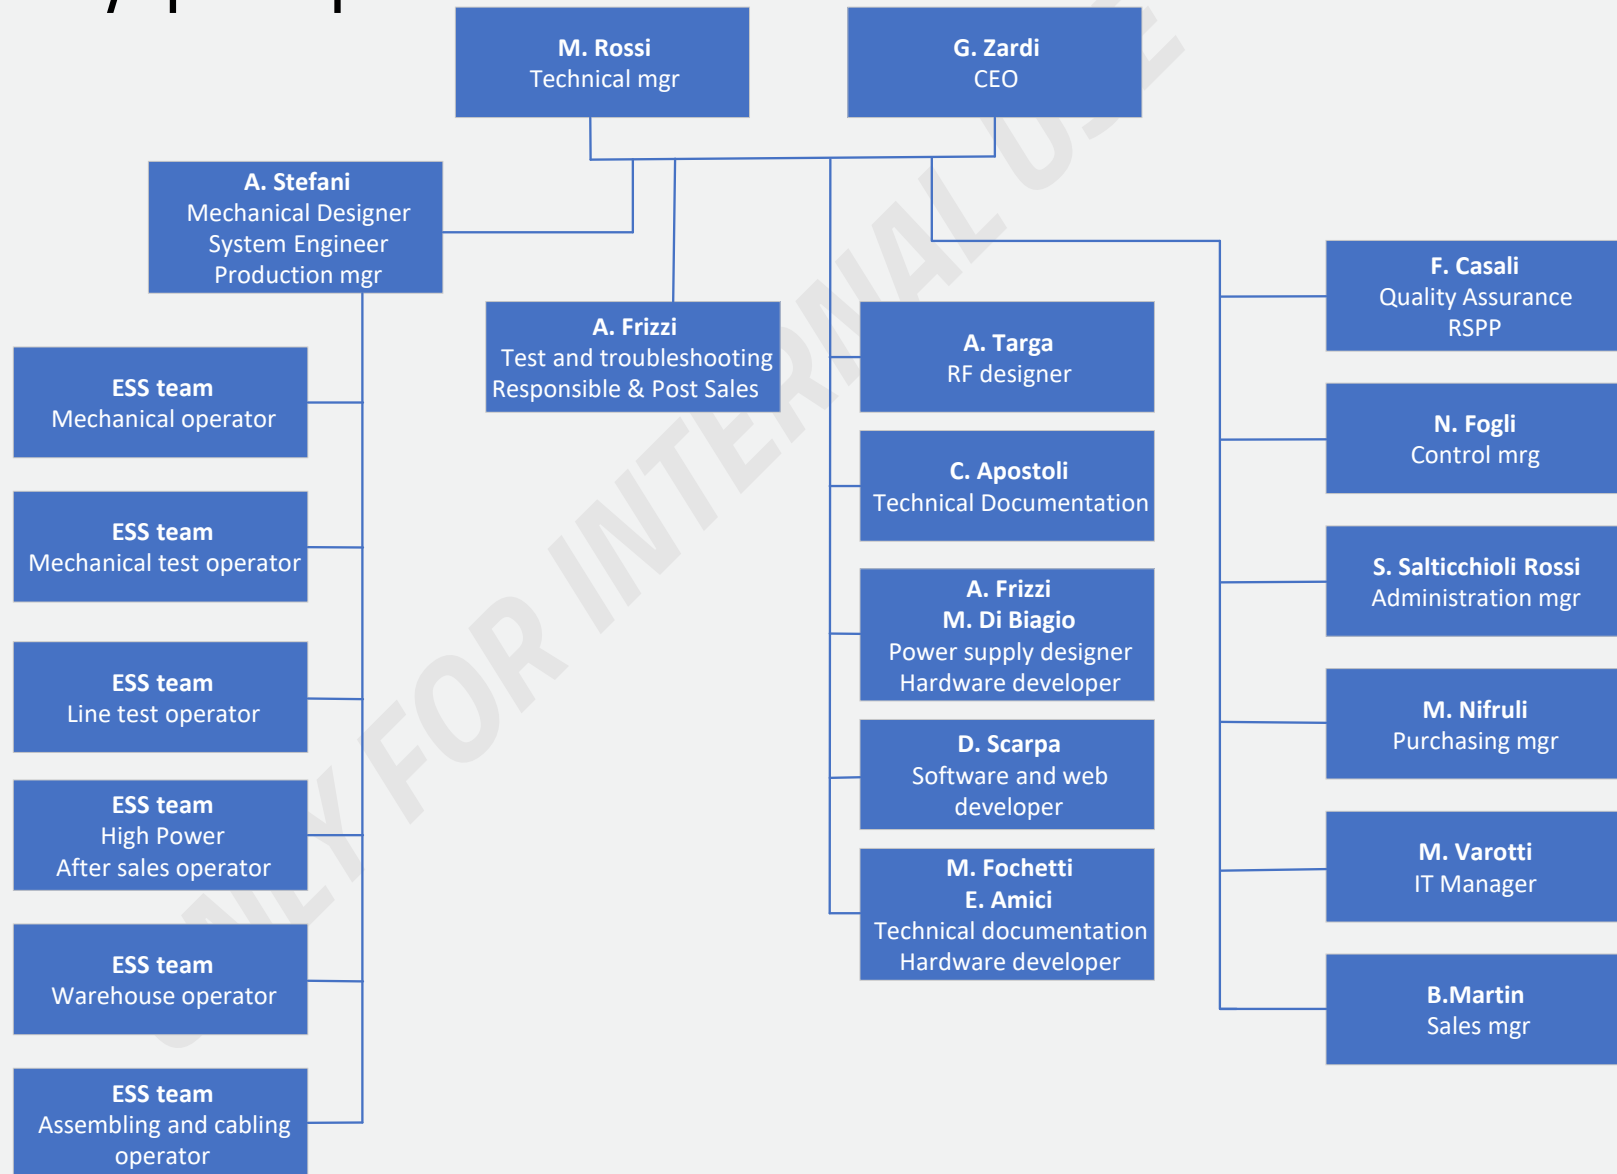 M. Rossi
Technical mgr
G. Zardi
CEO
A. Stefani
Mechanical Designer
System Engineer
Production mgr
A. Frizzi
Test and troubleshooting
Responsible & Post Sales
ESS team
Mechanical operator
ESS team
Mechanical test operator
ESS team
Line test operator
ESS team
High Power
After sales operator
ESS team
Warehouse operator
ESS team
Assembling and cabling
operator
A. Targa
RF designer
C. Apostoli
Technical Documentation
A. Frizzi
M. Di Biagio
Power supply designer
Hardware developer
D. Scarpa
Software and web
developer
M. Fochetti
E. Amici
Technical documentation
Hardware developer
F. Casali
Quality Assurance
RSPP
N. Fogli
Control mrg
S. Salticchioli Rossi
Administration mgr
M. Nifruli
Purchasing mgr
M. Varotti
IT Manager
B.Martin
Sales mgr
ONLY FOR INTERNAL USE